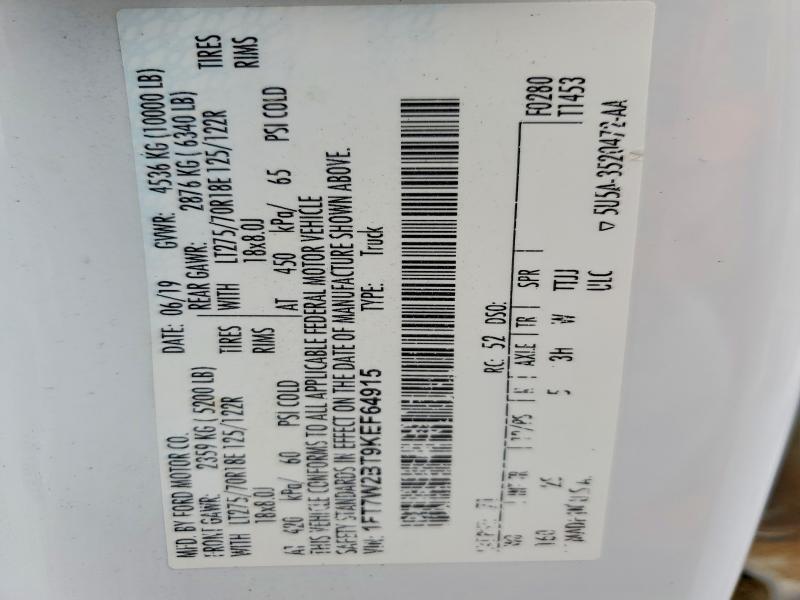 MFD. BY FORD MOTOR CO.
DATE: 06/19 GVWR: 4536 KG (10000 LB)
FRONT GAWR: 2359 KG (5200 LB) REAR GAWR: 2876 KG (6340 LB)
WITH LT275/70R18E 125/122R TIRES WITH LT275/70R18E 125/122R TIRES
18x8.0J RIMS 18x8.0J RIMS
AT 420 kPa/ 60 PSI COLD AT 450 kPa/ 65 PSI COLD
THIS VEHICLE CONFORMS TO ALL APPLICABLE FEDERAL MOTOR VEHICLE
SAFETY STANDARDS IN EFFECT ON THE DATE OF MANUFACTURE SHOWN ABOVE.
VIN: 1FT7W2BT9KEF64915 TYPE: Truck
F0280
T1453
RC: 52 DSO:
AXLE TR SPR
160 5 3H W TTJJ
ULC
5U5A-3520472-AA